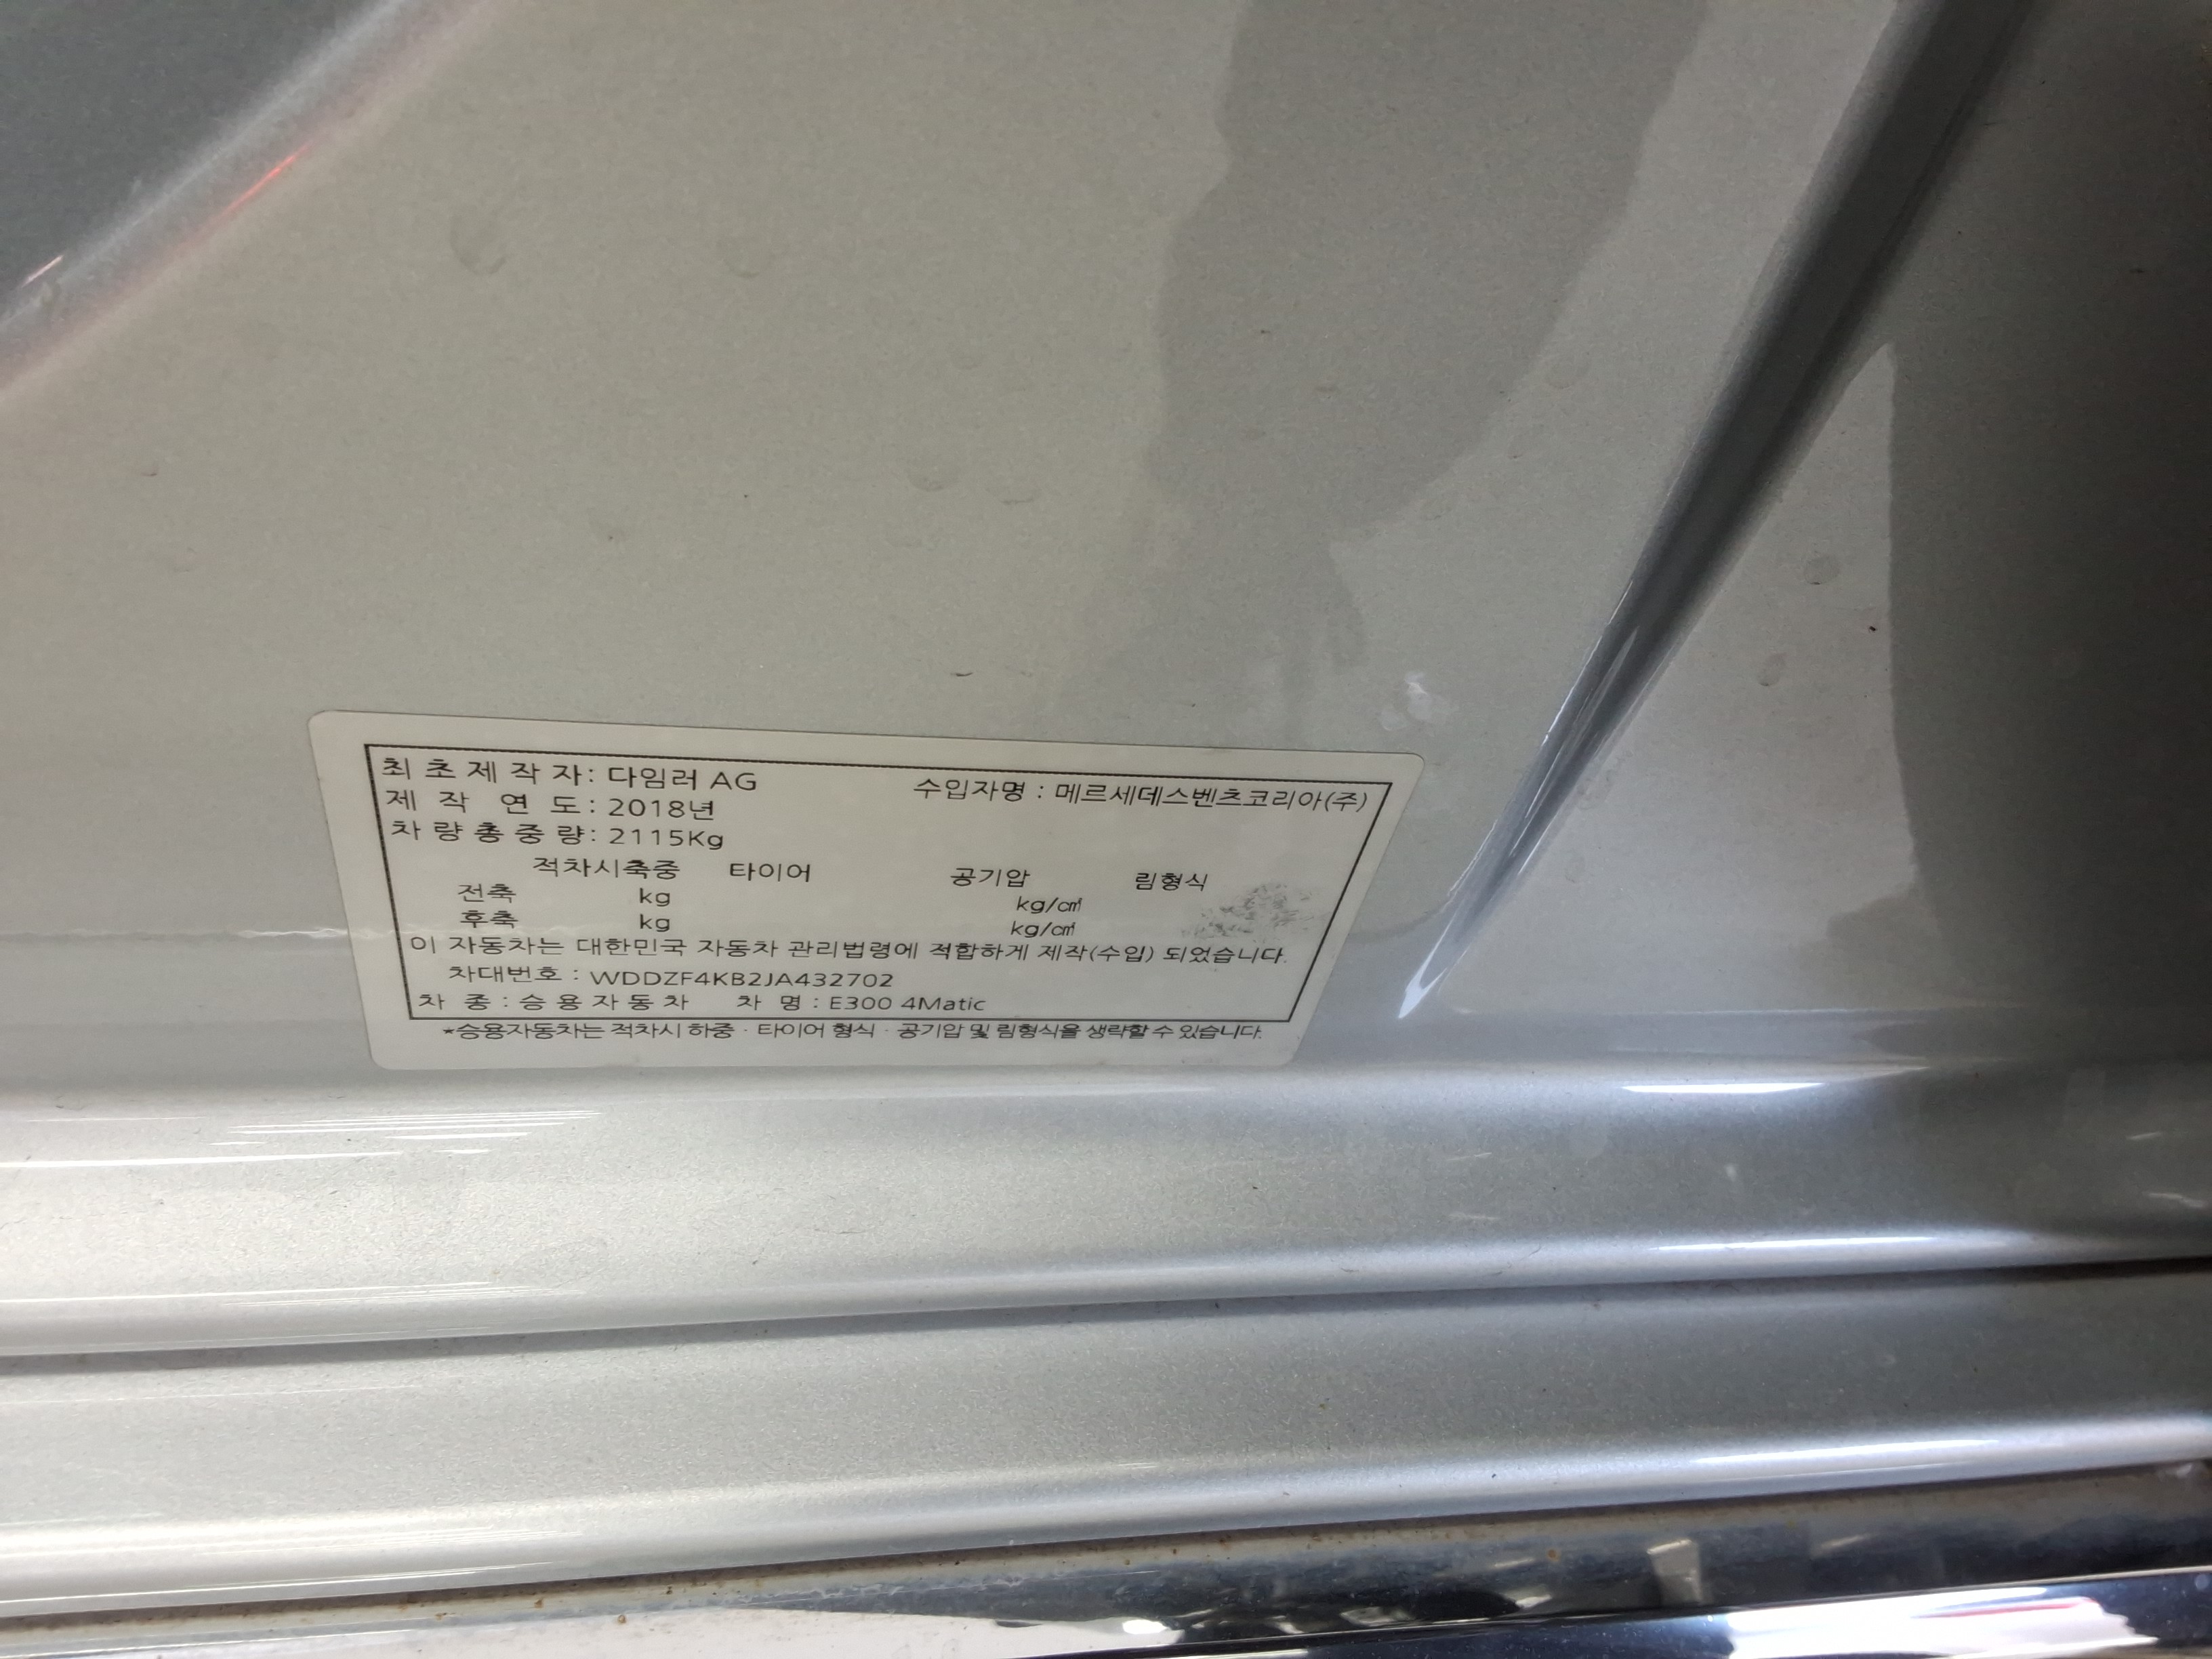 최초제작자: 다임러 AG 수입자명 : 메르세데스벤츠코리아(주)
제작 연도: 2018년
차량총중량: 2115Kg
적차시축중 타이어 공기압 림형식
전축 kg kg/㎠
후축 kg kg/㎠
이 자동차는 대한민국 자동차 관리법령에 적합하게 제작(수입) 되었습니다.
차대번호 : WDDZF4KB2JA432702
차 종 : 승용자동차 차 명 : E300 4Matic
*승용자동차는 적차시 하중 · 타이어 형식 · 공기압 및 림형식을 생략할 수 있습니다.